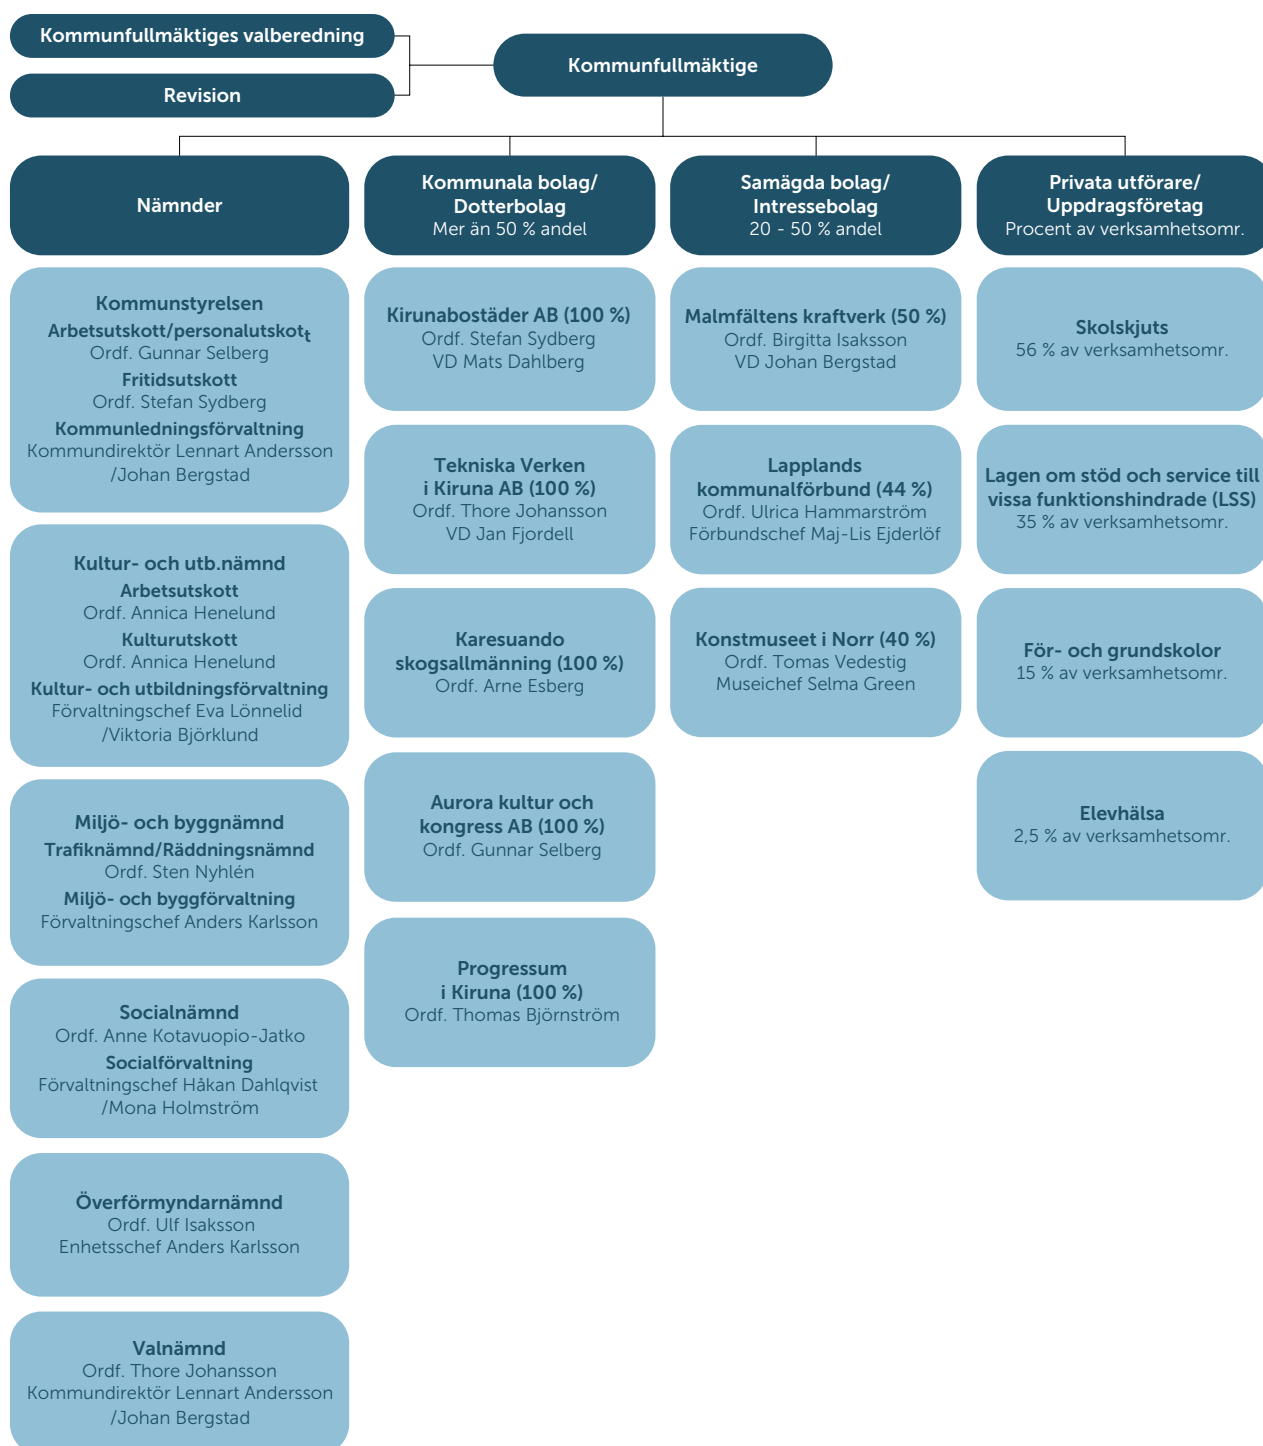 Kommunfullmäktiges valberedning
Revision
Kommunfullmäktige
Nämnder
Kommunstyrelsen
Arbetsutskott/personalutskott
Ordf. Gunnar Selberg
Fritidsutskott
Ordf. Stefan Sydberg
Kommunledningsförvaltning
Kommundirektör Lennart Andersson
/Johan Bergstad
Kultur- och utb.nämnd
Arbetsutskott
Ordf. Annica Henelund
Kulturutskott
Ordf. Annica Henelund
Kultur- och utbildningsförvaltning
Förvaltningschef Eva Lönnelid
/Viktoria Björklund
Miljö- och byggnämnd
Trafiknämnd/Räddningsnämnd
Ordf. Sten Nyhlén
Miljö- och byggförvaltning
Förvaltningschef Anders Karlsson
Socialnämnd
Ordf. Anne Kotavuopio-Jatko
Socialförvaltning
Förvaltningschef Håkan Dahlqvist
/Mona Holmström
Överförmyndarnämnd
Ordf. Ulf Isaksson
Enhetsschef Anders Karlsson
Valnämnd
Ordf. Thore Johansson
Kommundirektör Lennart Andersson
/Johan Bergstad
Kommunala bolag/
Dotterbolag
Mer än 50 % andel
Kirunabostäder AB (100 %)
Ordf. Stefan Sydberg
VD Mats Dahlberg
Tekniska Verken
i Kiruna AB (100 %)
Ordf. Thore Johansson
VD Jan Fjordell
Karesuando
skogsallmänning (100 %)
Ordf. Arne Esberg
Aurora kultur och
kongress AB (100 %)
Ordf. Gunnar Selberg
Progressum
i Kiruna (100 %)
Ordf. Thomas Björnström
Samägda bolag/
Intressebolag
20 - 50 % andel
Malmfältens kraftverk (50 %)
Ordf. Birgitta Isaksson
VD Johan Bergstad
Lapplands
kommunalförbund (44 %)
Ordf. Ulrica Hammarström
Förbundschef Maj-Lis Ejderlöf
Konstmuseet i Norr (40 %)
Ordf. Tomas Vedestig
Museichef Selma Green
Privata utförare/
Uppdragsföretag
Procent av verksamhetsomr.
Skolskjuts
56 % av verksamhetsomr.
Lagen om stöd och service till
vissa funktionshindrade (LSS)
35 % av verksamhetsomr.
För- och grundskolor
15 % av verksamhetsomr.
Elevhälsa
2,5 % av verksamhetsomr.